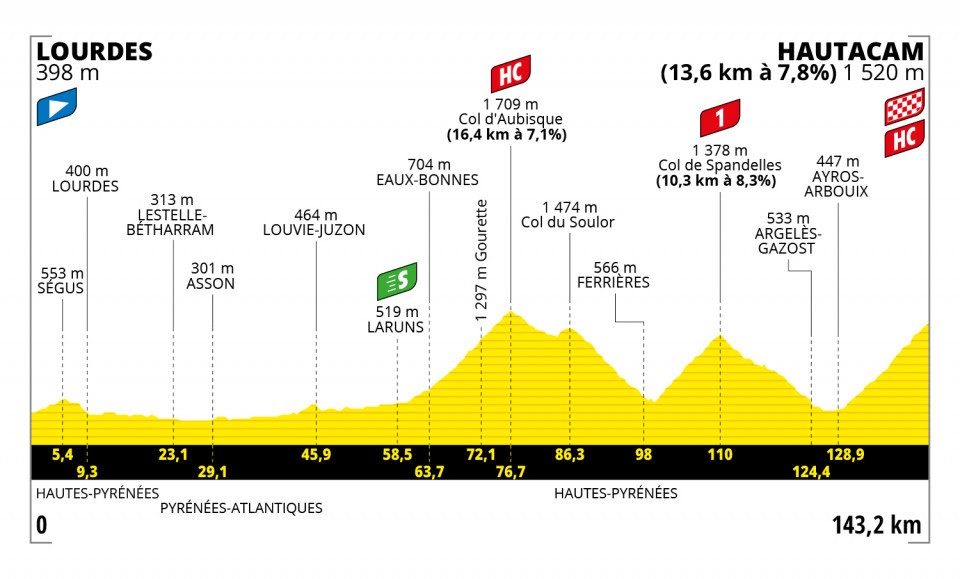 LOURDES
398 m
HAUTACAM
(13,6 km à 7,8%) 1 520 m
HC
1 709 m
Col d'Aubisque
(16,4 km à 7,1%)
1
1 378 m
Col de Spandelles
(10,3 km à 8,3%)
HC
400 m
LOURDES
704 m
EAUX-BONNES
447 m
AYROS-
ARBOUIX
313 m
LESTELLE-
BÉTHARRAM
464 m
LOUVIE-JUZON
1 297 m Gourette
1 474 m
Col du Soulor
533 m
ARGELÈS-
GAZOST
553 m
SÉGUS
301 m
ASSON
S
519 m
LARUNS
566 m
FERRIÈRES
5,4
23,1
45,9
58,5
72,1
86,3
98
110
128,9
9,3
29,1
63,7
76,7
124,4
HAUTES-PYRÉNÉES
PYRÉNÉES-ATLANTIQUES
HAUTES-PYRÉNÉES
0
143,2 km